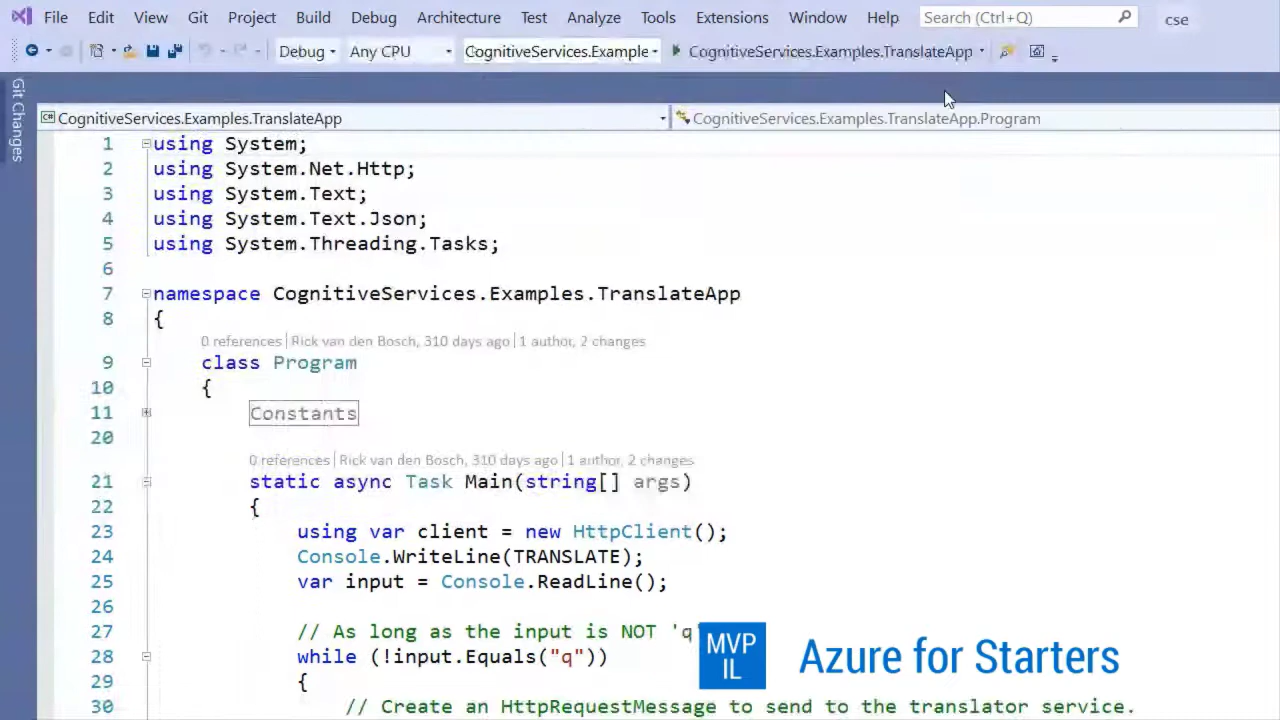 File Edit View Git Project Build Debug Architecture Test Analyze Tools Extensions Window Help Search (Ctrl+Q) cse
Debug Any CPU CognitiveServices.Example CognitiveServices.Examples.TranslateApp
Git Changes
CognitiveServices.Examples.TranslateApp CognitiveServices.Examples.TranslateApp.Program
1 using System;
2 using System.Net.Http;
3 using System.Text;
4 using System.Text.Json;
5 using System.Threading.Tasks;
6
7 namespace CognitiveServices.Examples.TranslateApp
8 {
0 references | Rick van den Bosch, 310 days ago | 1 author, 2 changes
9 class Program
10 {
11 Constants
20
0 references | Rick van den Bosch, 310 days ago | 1 author, 2 changes
21 static async Task Main(string[] args)
22 {
23 using var client = new HttpClient();
24 Console.WriteLine(TRANSLATE);
25 var input = Console.ReadLine();
26
27 // As long as the input is NOT 'q'
28 while (!input.Equals("q"))
29 {
30 // Create an HttpRequestMessage to send to the translator service.
MVP
IL
Azure for Starters